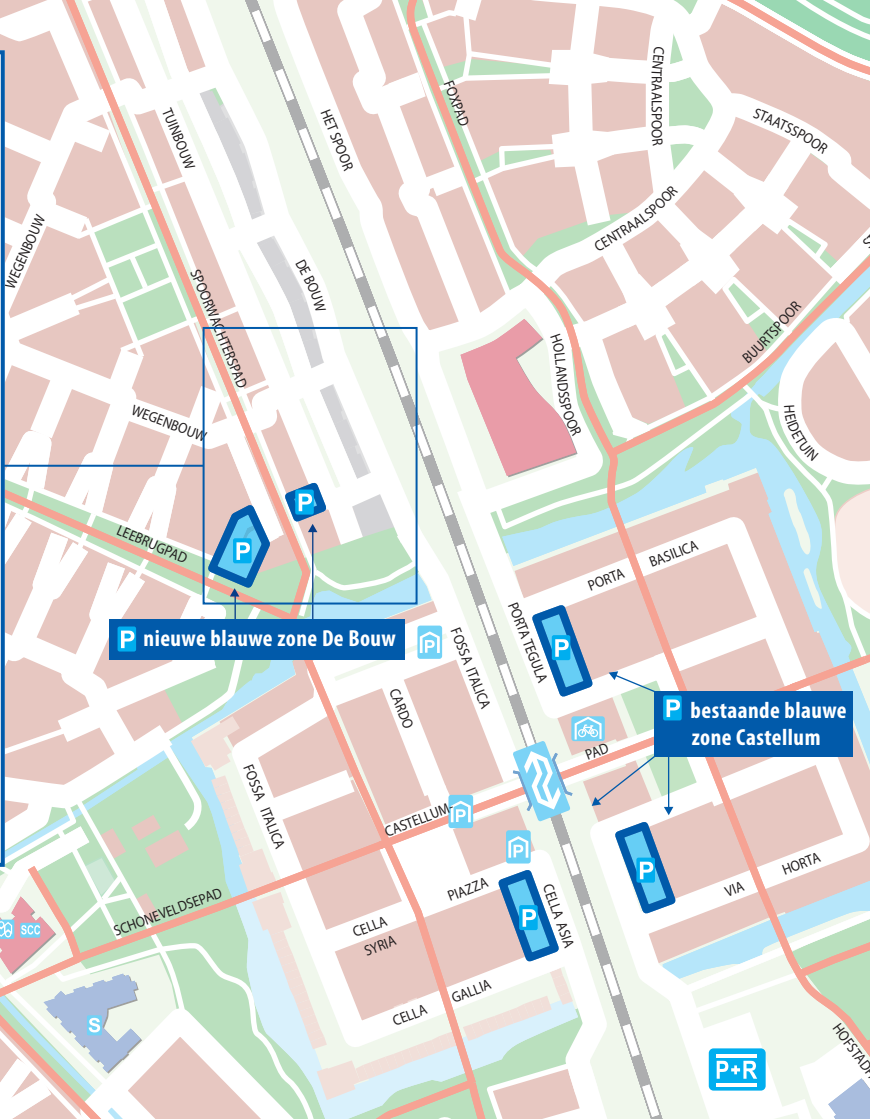 CENTRAALSPOOR
FOXPAD
STAATSSPOOR
TUINBOUW
HET SPOOR
CENTRAALSPOOR
WEGENBOUW
DE BOUW
SPOORWACHTERSPAD
BUURTSPOOR
HOLLANDSSPOOR
WEGENBOUW
HEIDETUIN
P
P
LEEBRUGPAD
PORTA BASILICA
P nieuwe blauwe zone De Bouw
P
FOSSA ITALICA
PORTA TEGULA
P
CARDO
P bestaande blauwe
zone Castellum
PAD
FOSSA ITALICA
CASTELLUM-
P
P
PIAZZA
CELLA ASIA
P
VIA HORTA
SCHONEVELDSEPAD
P
CELLA
SYRIA
SCC
CELLA GALLIA
S
P+R